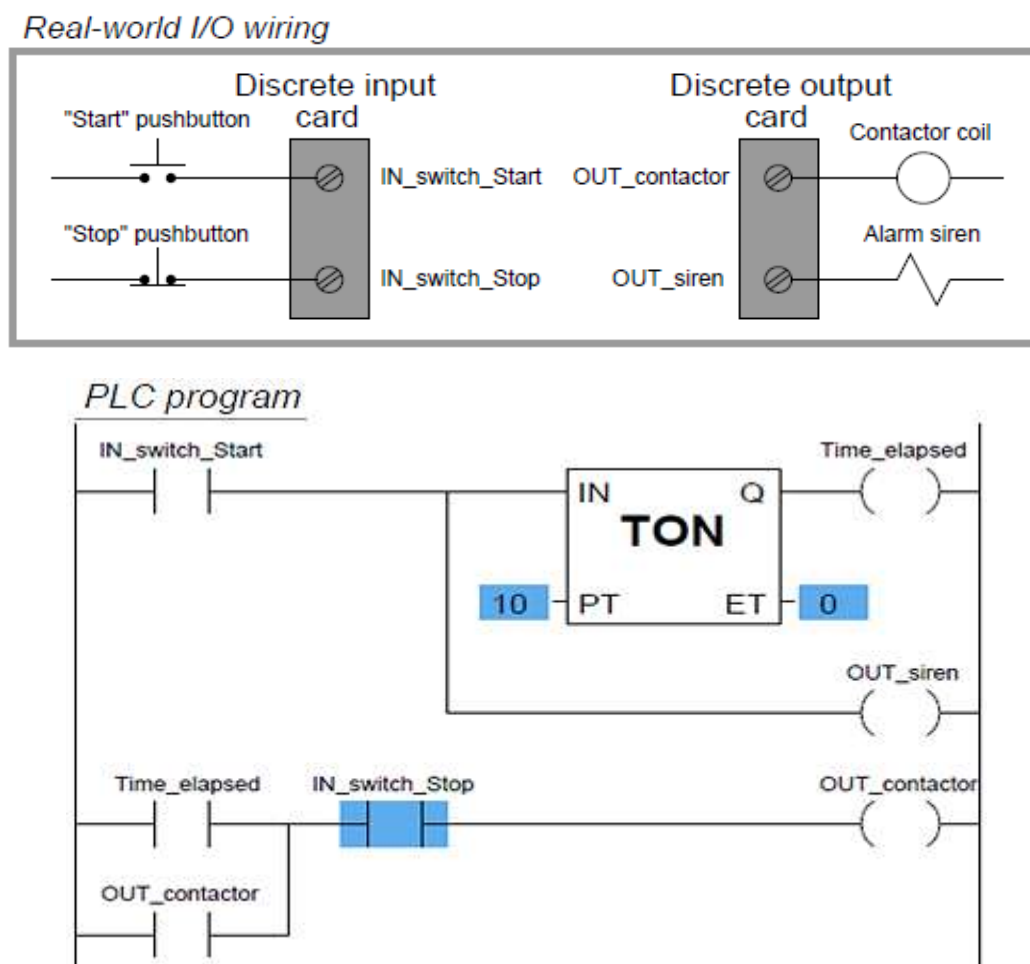 Real-world I/O wiring
Discrete input
card
Discrete output
card
"Start" pushbutton
Contactor coil
IN_switch_Start
OUT_contactor
"Stop" pushbutton
Alarm siren
IN_switch_Stop
OUT_siren
PLC program
IN_switch_Start
Time_elapsed
IN Q
TON
10 PT ET 0
OUT_siren
Time_elapsed
IN_switch_Stop
OUT_contactor
OUT_contactor